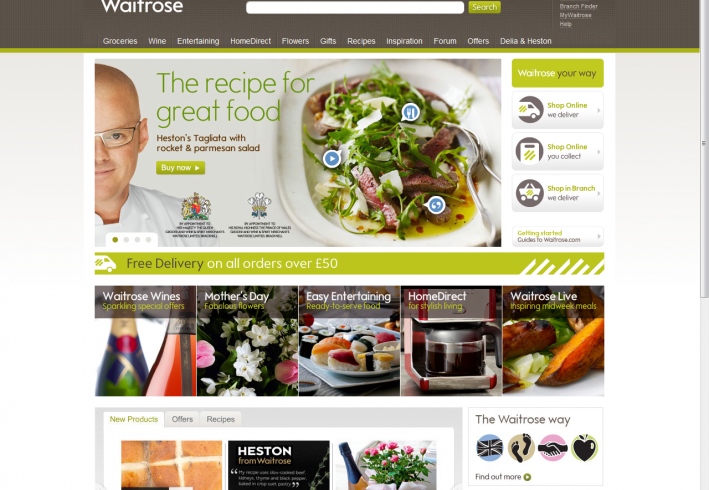 Waitrose
Search
Branch Finder
MyWaitrose
Help
Groceries Wine Entertaining HomeDirect Flowers Gifts Recipes Inspiration Forum Offers Delia & Heston
The recipe for
great food
Heston's Tagliata with
rocket & parmesan salad
Buy now
BY APPOINTMENT TO
HER MAJESTY THE QUEEN
GROCER AND WINE & SPIRIT MERCHANTS
WAITROSE LIMITED, BRACKNELL
BY APPOINTMENT TO
HIS ROYAL HIGHNESS THE PRINCE OF WALES
GROCER AND WINE & SPIRIT MERCHANTS
WAITROSE LIMITED, BRACKNELL
Waitrose your way
Shop Online
we deliver
Shop Online
you collect
Shop in Branch
we deliver
Getting started
Guides to Waitrose.com
Free Delivery on all orders over £50
Waitrose Wines
Sparkling special offers
Mother's Day
Fabulous flowers
Easy Entertaining
Ready-to-serve food
HomeDirect
for stylish living
Waitrose Live
Inspiring midweek meals
New Products Offers Recipes
HESTON
from Waitrose
"My recipe uses slow-cooked beef,
kidneys, thyme and black pepper,
baked in crisp suet pastry"
The Waitrose way
Find out more